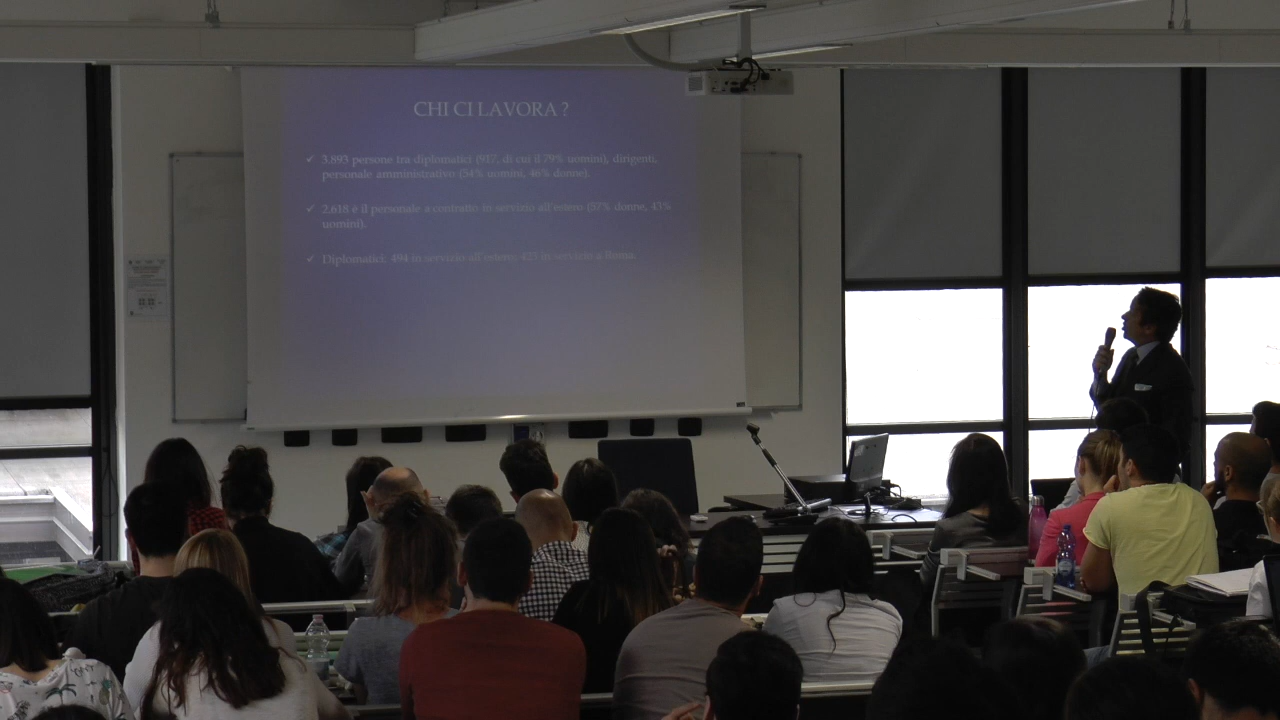 CHI CI LAVORA ?
✓ 3.893 persone tra diplomatici (917, di cui il 79% uomini), dirigenti,
personale amministrativo (54% uomini, 46% donne).
✓ 2.618 è il personale a contratto in servizio all'estero (57% donne, 43%
uomini).
✓ Diplomatici: 494 in servizio all'estero, 423 in servizio a Roma